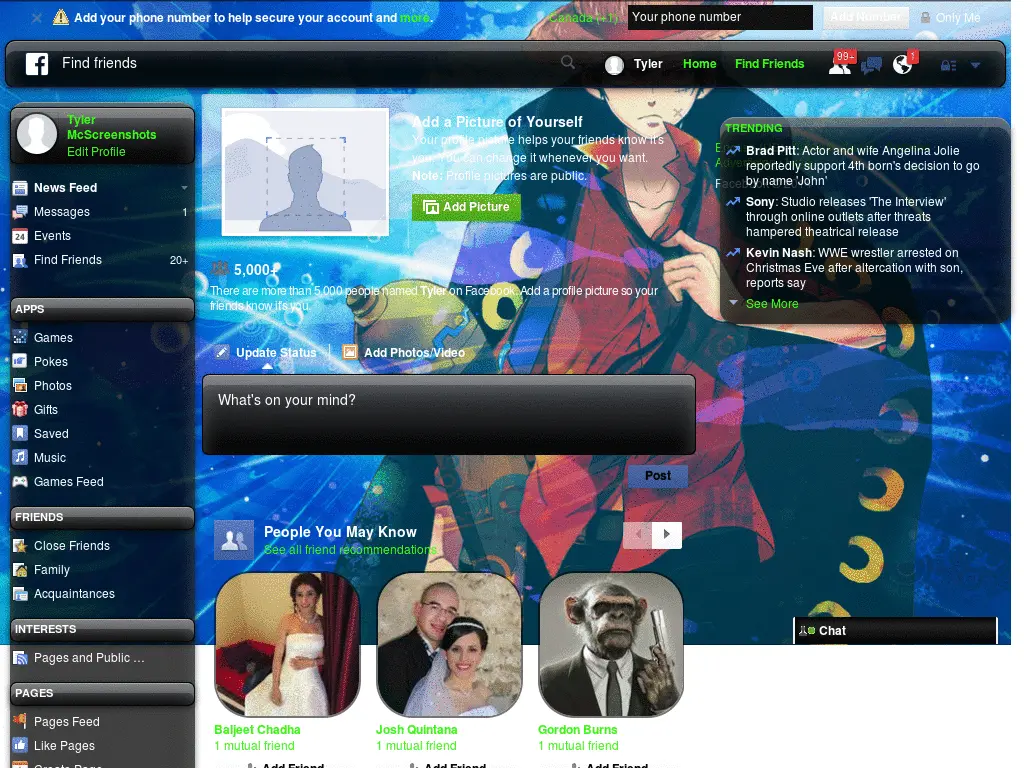 Add your phone number to help secure your account and more.
Canada (+1)
Your phone number
Add Number
Only Me
Find friends
Tyler
Home
Find Friends
99+
1
Tyler
McScreenshots
Edit Profile
News Feed
Messages
1
24
Events
Find Friends
20+
APPS
Games
Pokes
Photos
Gifts
Saved
Music
Games Feed
FRIENDS
Close Friends
Family
Acquaintances
INTERESTS
Pages and Public ...
PAGES
Pages Feed
Like Pages
Create Page
Add a Picture of Yourself
Your profile picture helps your friends know it's
you. You can change it whenever you want.
Note: Profile pictures are public.
Add Picture
5,000+
There are more than 5,000 people named Tyler on Facebook. Add a profile picture so your
friends know it's you.
Update Status
Add Photos/Video
What's on your mind?
Post
People You May Know
See all friend recommendations
Baljeet Chadha
1 mutual friend
Add Friend
Josh Quintana
1 mutual friend
Add Friend
Gordon Burns
1 mutual friend
Add Friend
TRENDING
Brad Pitt: Actor and wife Angelina Jolie
reportedly support 4th born's decision to go
by name 'John'
Sony: Studio releases 'The Interview'
through online outlets after threats
hampered theatrical release
Kevin Nash: WWE wrestler arrested on
Christmas Eve after altercation with son,
reports say
See More
Chat